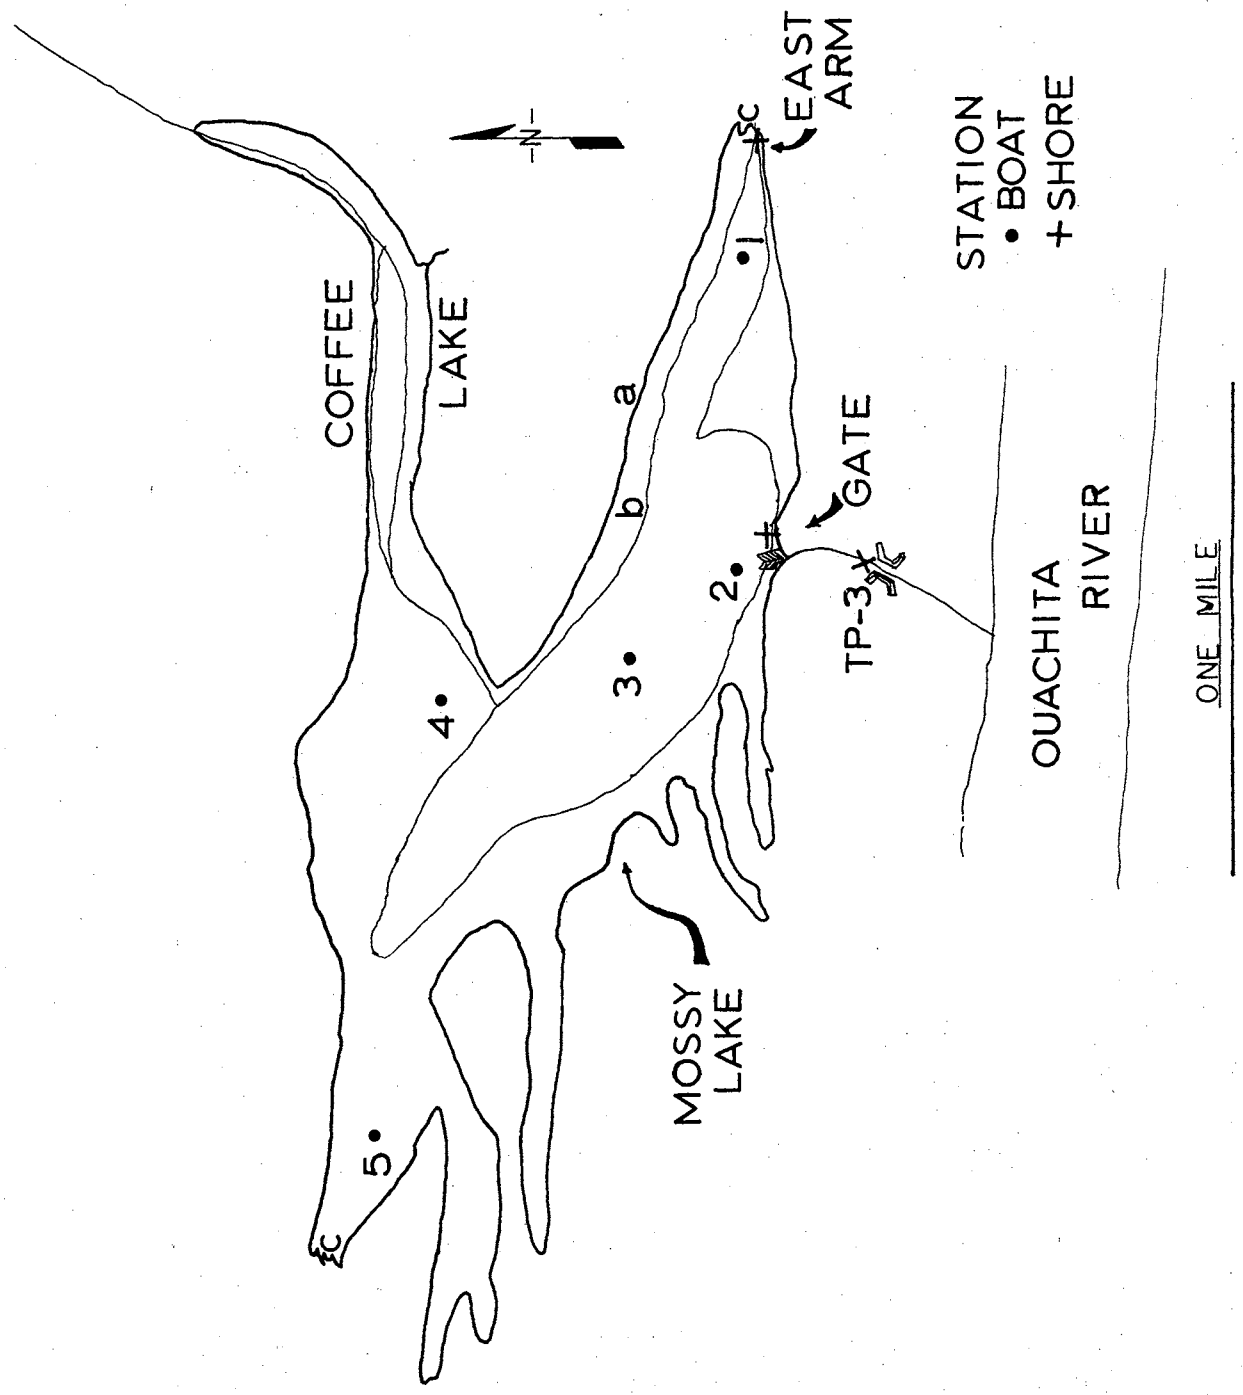 COFFEE
LAKE
N
EAST
ARM
SC
STATION
• BOAT
+ SHORE
1
a
b
GATE
2
3
4
5
C
TP-3
MOSSY
LAKE
OUACHITA
RIVER
ONE MILE